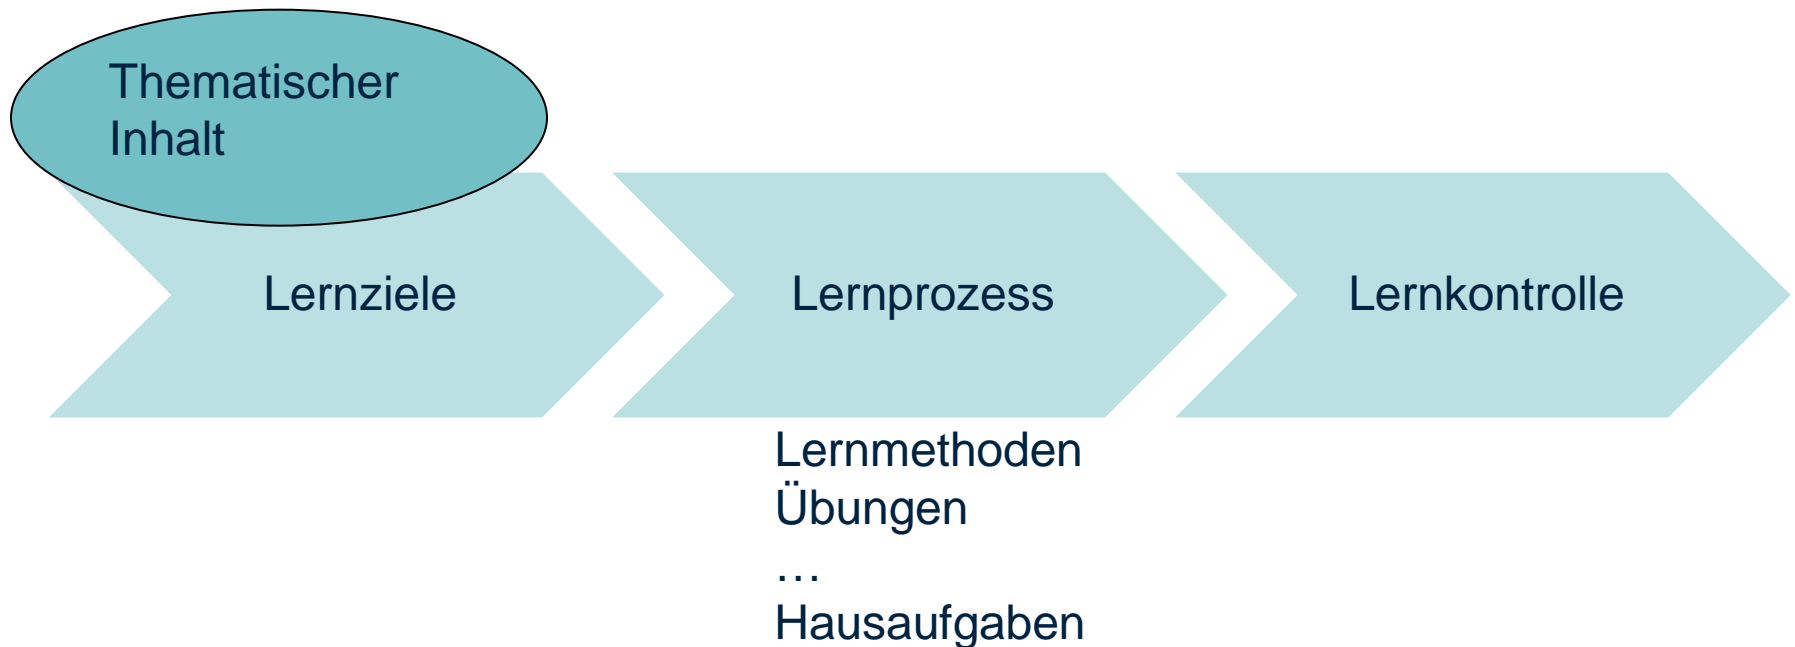 Thematischer
Inhalt
Lernziele
Lernprozess
Lernkontrolle
Lernmethoden
Übungen
…
Hausaufgaben